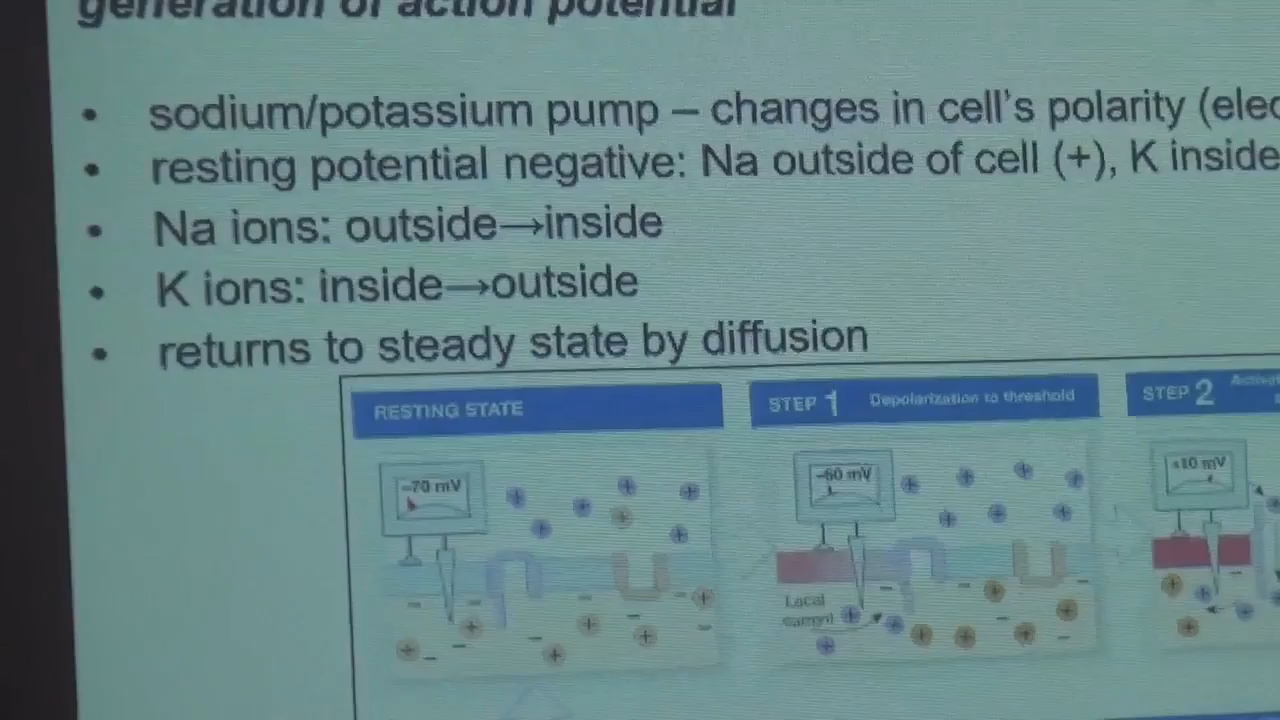 generation of action potential
• sodium/potassium pump – changes in cell's polarity (elec
• resting potential negative: Na outside of cell (+), K inside
• Na ions: outside→inside
• K ions: inside→outside
• returns to steady state by diffusion
RESTING STATE
STEP 1 Depolarization to threshold
STEP 2
-70 mV
-60 mV
+10 mV
Local
current